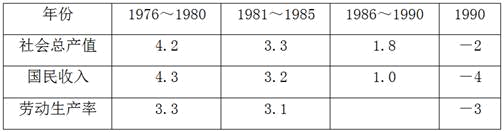 年份 1976～1980 1981～1985 1986～1990 1990
社会总产值 4.2 3.3 1.8 －2
国民收入 4.3 3.2 1.0 －4
劳动生产率 3.3 3.1 －3